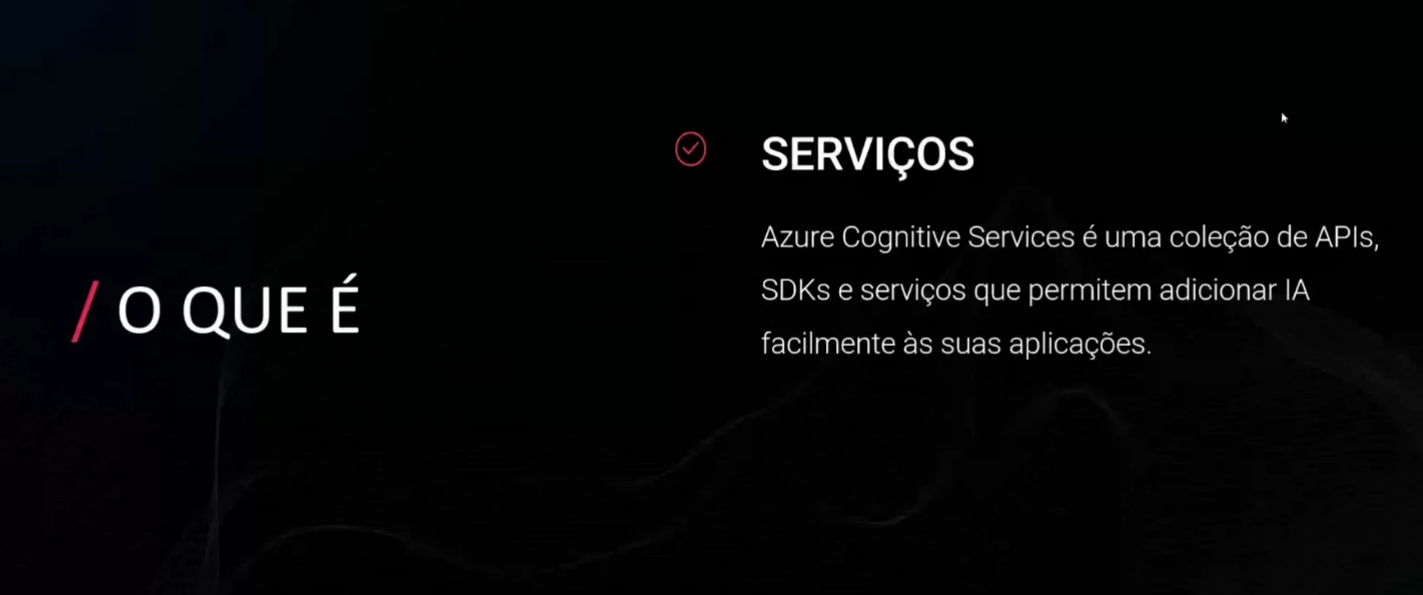 / O QUE É
SERVIÇOS
Azure Cognitive Services é uma coleção de APIs,
SDKs e serviços que permitem adicionar IA
facilmente às suas aplicações.